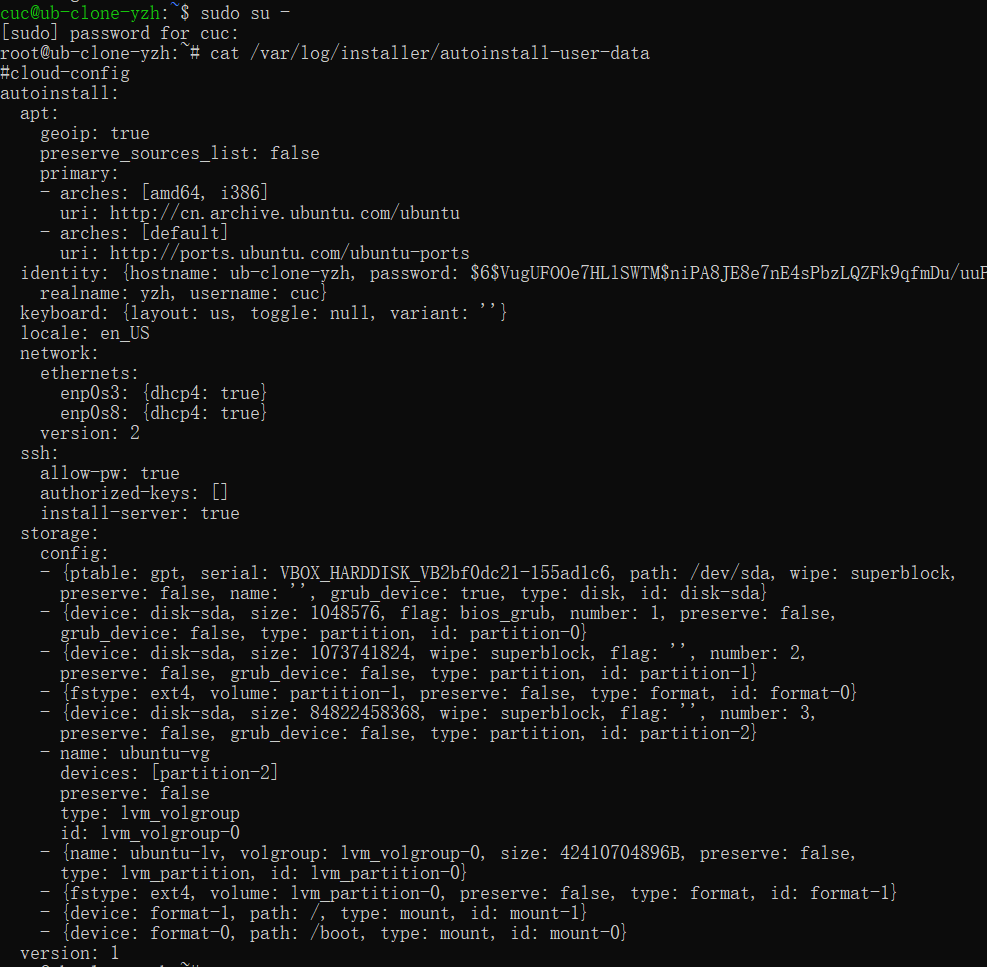 cuc@ub-clone-yzh:~$ sudo su -
[sudo] password for cuc:
root@ub-clone-yzh:~# cat /var/log/installer/autoinstall-user-data
#cloud-config
autoinstall:
  apt:
    geoip: true
    preserve_sources_list: false
    primary:
    - arches: [amd64, i386]
      uri: http://cn.archive.ubuntu.com/ubuntu
    - arches: [default]
      uri: http://ports.ubuntu.com/ubuntu-ports
  identity: {hostname: ub-clone-yzh, password: $6$VugUFOOe7HLlSWTM$niPA8JE8e7nE4sPbzLQZFk9qfmDu/uuF
    realname: yzh, username: cuc}
  keyboard: {layout: us, toggle: null, variant: ''}
  locale: en_US
  network:
    ethernets:
      enp0s3: {dhcp4: true}
      enp0s8: {dhcp4: true}
    version: 2
  ssh:
    allow-pw: true
    authorized-keys: []
    install-server: true
  storage:
    config:
    - {ptable: gpt, serial: VBOX_HARDDISK_VB2bf0dc21-155ad1c6, path: /dev/sda, wipe: superblock,
      preserve: false, name: '', grub_device: true, type: disk, id: disk-sda}
    - {device: disk-sda, size: 1048576, flag: bios_grub, number: 1, preserve: false,
      grub_device: false, type: partition, id: partition-0}
    - {device: disk-sda, size: 1073741824, wipe: superblock, flag: '', number: 2,
      preserve: false, grub_device: false, type: partition, id: partition-1}
    - {fstype: ext4, volume: partition-1, preserve: false, type: format, id: format-0}
    - {device: disk-sda, size: 84822458368, wipe: superblock, flag: '', number: 3,
      preserve: false, grub_device: false, type: partition, id: partition-2}
    - name: ubuntu-vg
      devices: [partition-2]
      preserve: false
      type: lvm_volgroup
      id: lvm_volgroup-0
    - {name: ubuntu-lv, volgroup: lvm_volgroup-0, size: 42410704896B, preserve: false,
      type: lvm_partition, id: lvm_partition-0}
    - {fstype: ext4, volume: lvm_partition-0, preserve: false, type: format, id: format-1}
    - {device: format-1, path: /, type: mount, id: mount-1}
    - {device: format-0, path: /boot, type: mount, id: mount-0}
  version: 1